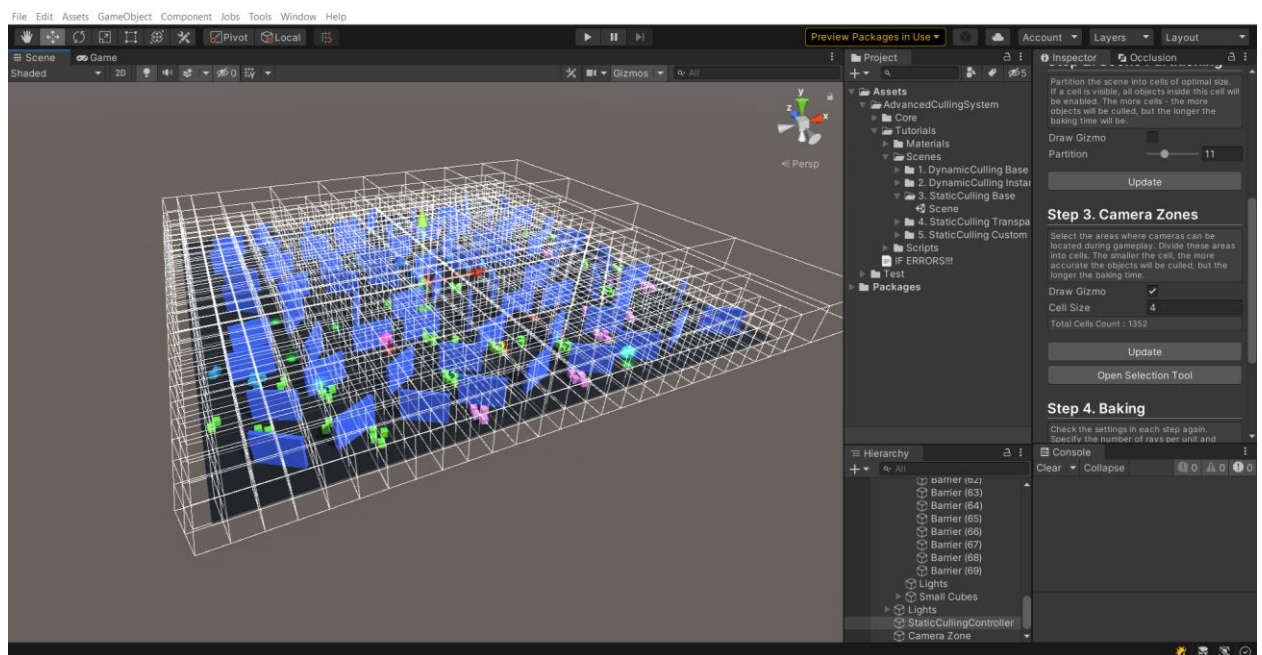 File Edit Assets GameObject Component Jobs Tools Window Help
Pivot Local Preview Packages in Use Account Layers Layout
Scene Game
Shaded 2D 0 Gizmos All
y
z x
Persp
Project
5
Assets
AdvancedCullingSystem
Core
Tutorials
Materials
Scenes
1. DynamicCulling Base
2. DynamicCulling Instar
3. StaticCulling Base
Scene
4. StaticCulling Transpa
5. StaticCulling Custom
Scripts
IF ERRORS!!!
Test
Packages
Hierarchy
All
Barrier (62)
Barrier (63)
Barrier (64)
Barrier (65)
Barrier (66)
Barrier (67)
Barrier (68)
Barrier (69)
Lights
Small Cubes
Lights
StaticCullingController
Camera Zone
Inspector Occlusion
Partition the scene into cells of optimal size.
If a cell is visible, all objects inside this cell will
be enabled. The more cells - the more
objects will be culled, but the longer the
baking time will be.
Draw Gizmo
Partition 11
Update
Step 3. Camera Zones
Select the areas where cameras can be
located during gameplay. Divide these areas
into cells. The smaller the cell, the more
accurate the objects will be culled, but the
longer the baking time.
Draw Gizmo
Cell Size 4
Total Cells Count : 1352
Update
Open Selection Tool
Step 4. Baking
Check the settings in each step again.
Specify the number of rays per unit and
Console
Clear Collapse 0 0 0